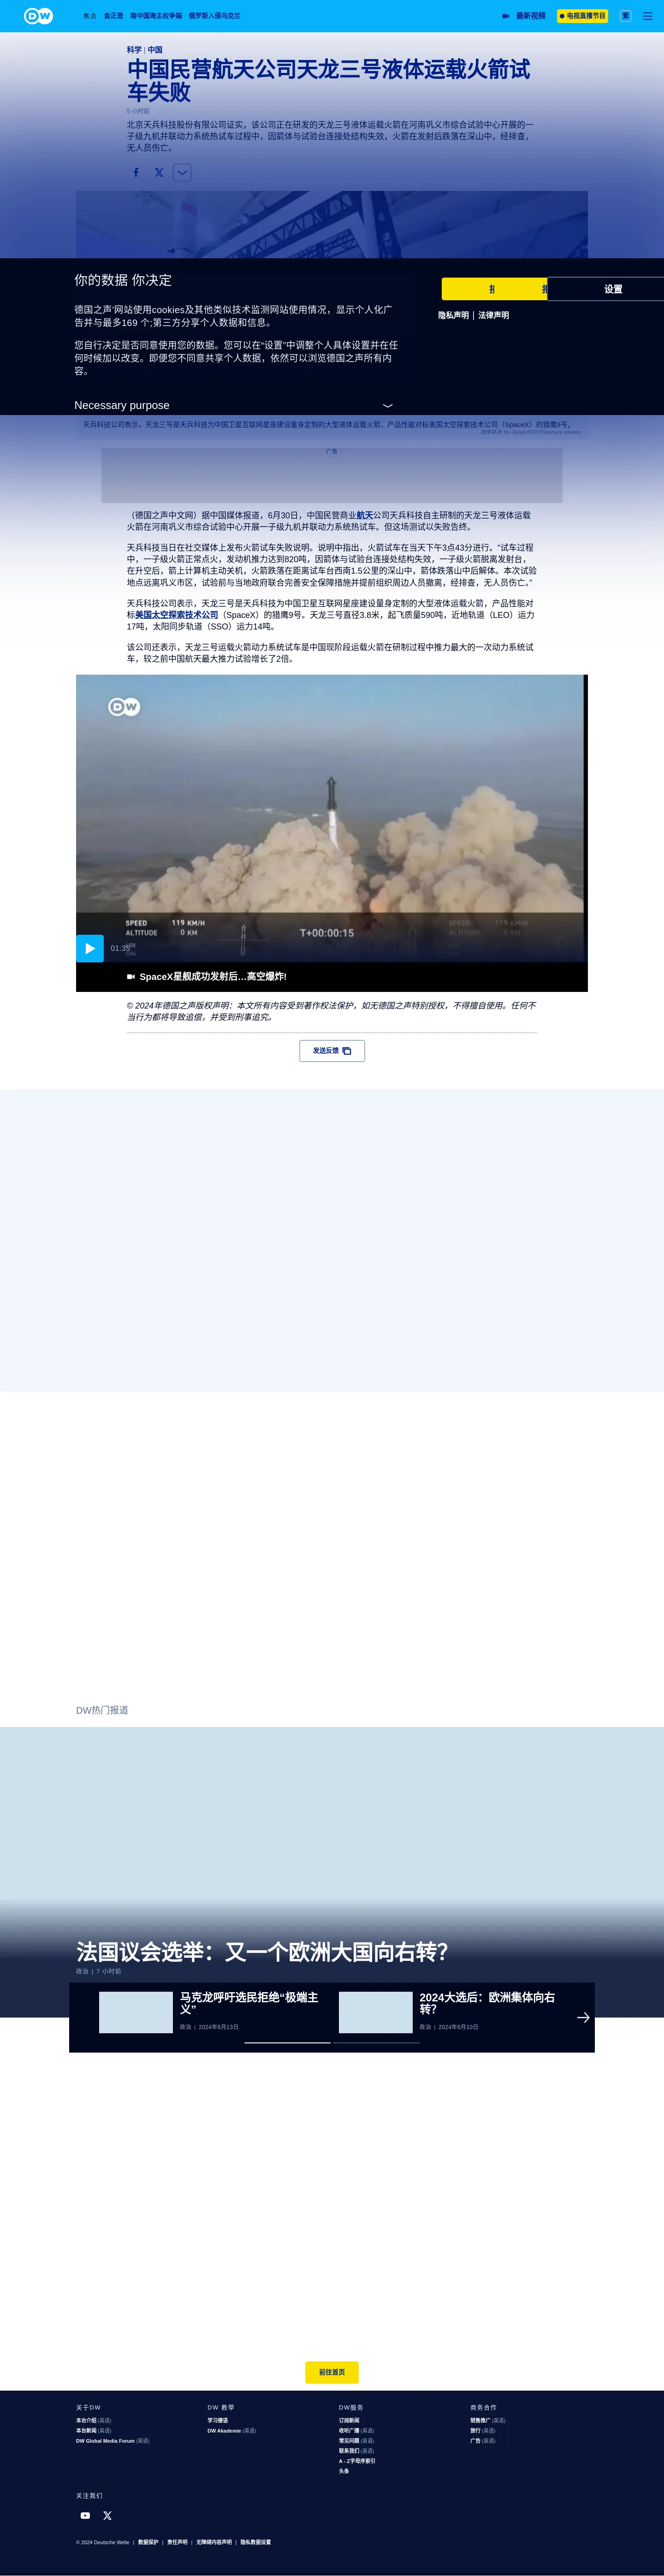 DW
焦点 金正恩 南中国海主权争端 俄罗斯入侵乌克兰 最新视频 电视直播节目 繁
科学 | 中国
中国民营航天公司天龙三号液体运载火箭试
车失败
5 小时前
北京天兵科技股份有限公司证实，该公司正在研发的天龙三号液体运载火箭在河南巩义市综合试验中心开展的一
子级九机并联动力系统热试车过程中，因箭体与试验台连接处结构失效，火箭在发射后跌落在深山中，经排查，
无人员伤亡。
你的数据 你决定
设置
德国之声'网站使用cookies及其他类似技术监测网站使用情况，显示个人化广
告并与最多169 个;第三方分享个人数据和信息。
隐私声明 | 法律声明
您自行决定是否同意使用您的数据。您可以在“设置”中调整个人具体设置并在任
何时候加以改变。即便您不同意共享个人数据，依然可以浏览德国之声所有内
容。
Necessary purpose
天兵科技公司表示，天龙三号是天兵科技为中国卫星互联网星座建设量身定制的大型液体运载火箭，产品性能对标美国太空探索技术公司（SpaceX）的猎鹰9号。
广告
（德国之声中文网）据中国媒体报道，6月30日，中国民营商业航天公司天兵科技自主研制的天龙三号液体运载
火箭在河南巩义市综合试验中心开展一子级九机并联动力系统热试车。但这场测试以失败告终。
天兵科技当日在社交媒体上发布火箭试车失败说明。说明中指出，火箭试车在当天下午3点43分进行。“试车过程
中，一子级火箭正常点火，发动机推力达到820吨，因箭体与试验台连接处结构失效，一子级火箭脱离发射台，
在升空后，箭上计算机主动关机，火箭跌落在距离试车台西南1.5公里的深山中，箭体跌落山中后解体。本次试验
地点远离巩义市区，试验前与当地政府联合完善安全保障措施并提前组织周边人员撤离，经排查，无人员伤亡。”
天兵科技公司表示，天龙三号是天兵科技为中国卫星互联网星座建设量身定制的大型液体运载火箭，产品性能对
标美国太空探索技术公司（SpaceX）的猎鹰9号。天龙三号直径3.8米，起飞质量590吨，近地轨道（LEO）运力
17吨，太阳同步轨道（SSO）运力14吨。
该公司还表示，天龙三号运载火箭动力系统试车是中国现阶段运载火箭在研制过程中推力最大的一次动力系统试
车，较之前中国航天最大推力试验增长了2倍。
DW
SPEED 119 KM/H
ALTITUDE 0 KM
T+00:00:15
SPEED 119 KM/H
ALTITUDE 0 KM
01:35
SpaceX星舰成功发射后…高空爆炸!
© 2024年德国之声版权声明：本文所有内容受到著作权法保护，如无德国之声特别授权，不得擅自使用。任何不
当行为都将导致追偿，并受到刑事追究。
发送反馈
DW热门报道
法国议会选举：又一个欧洲大国向右转？
政治 | 7 小时前
马克龙呼吁选民拒绝“极端主
义”
政治 | 2024年6月13日
2024大选后：欧洲集体向右
转？
政治 | 2024年6月10日
前往首页
关于DW
本台介绍 (英语)
本台新闻 (英语)
DW Global Media Forum (英语)
DW 教學
学习德语
DW Akademie (英语)
DW服务
订阅新闻
收听广播 (英语)
常见问题 (英语)
联系我们 (英语)
A - Z字母序索引
头条
商务合作
销售推广 (英语)
旅行 (英语)
广告 (英语)
关注我们
© 2024 Deutsche Welle | 数据保护 | 责任声明 | 无障碍内容声明 | 隐私数据设置